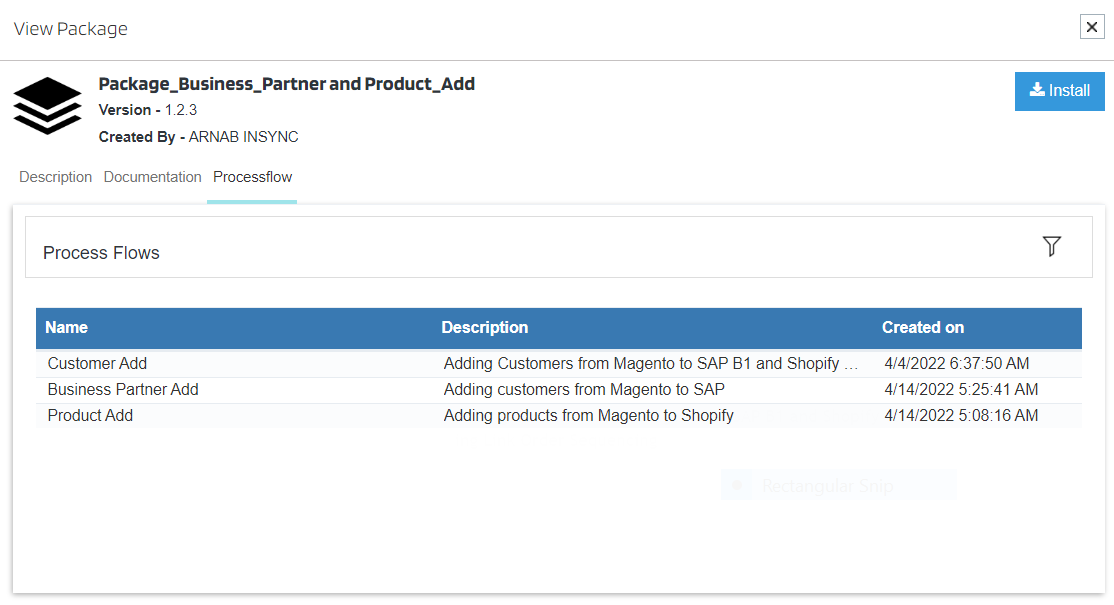 View Package
Package_Business_Partner and Product_Add
Version - 1.2.3
Install
Created By - ARNAB INSYNC
Description Documentation Processflow
Process Flows
Name Description Created on
Customer Add Adding Customers from Magento to SAP B1 and Shopify ... 4/4/2022 6:37:50 AM
Business Partner Add Adding customers from Magento to SAP 4/14/2022 5:25:41 AM
Product Add Adding products from Magento to Shopify 4/14/2022 5:08:16 AM
Rectangular Snip